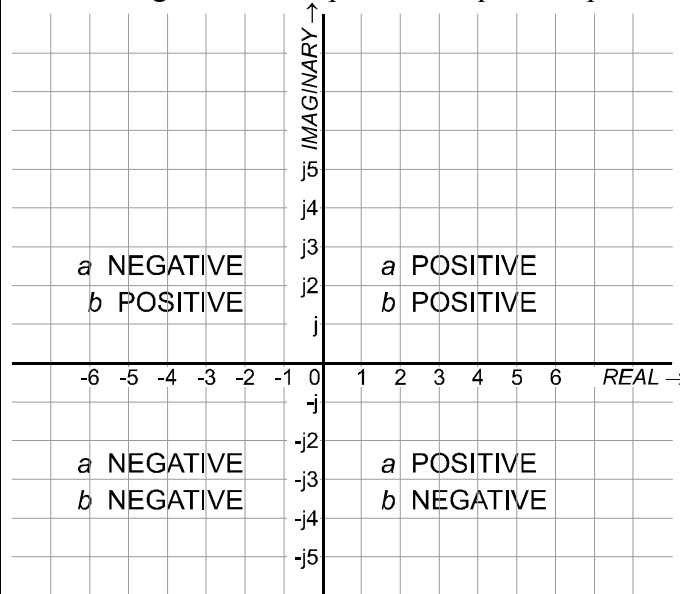 IMAGINARY →
j5
j4
j3
a NEGATIVE
a POSITIVE
j2
b POSITIVE
b POSITIVE
j
-6 -5 -4 -3 -2 -1 0 1 2 3 4 5 6 REAL →
-j
-j2
a NEGATIVE
a POSITIVE
-j3
b NEGATIVE
b NEGATIVE
-j4
-j5